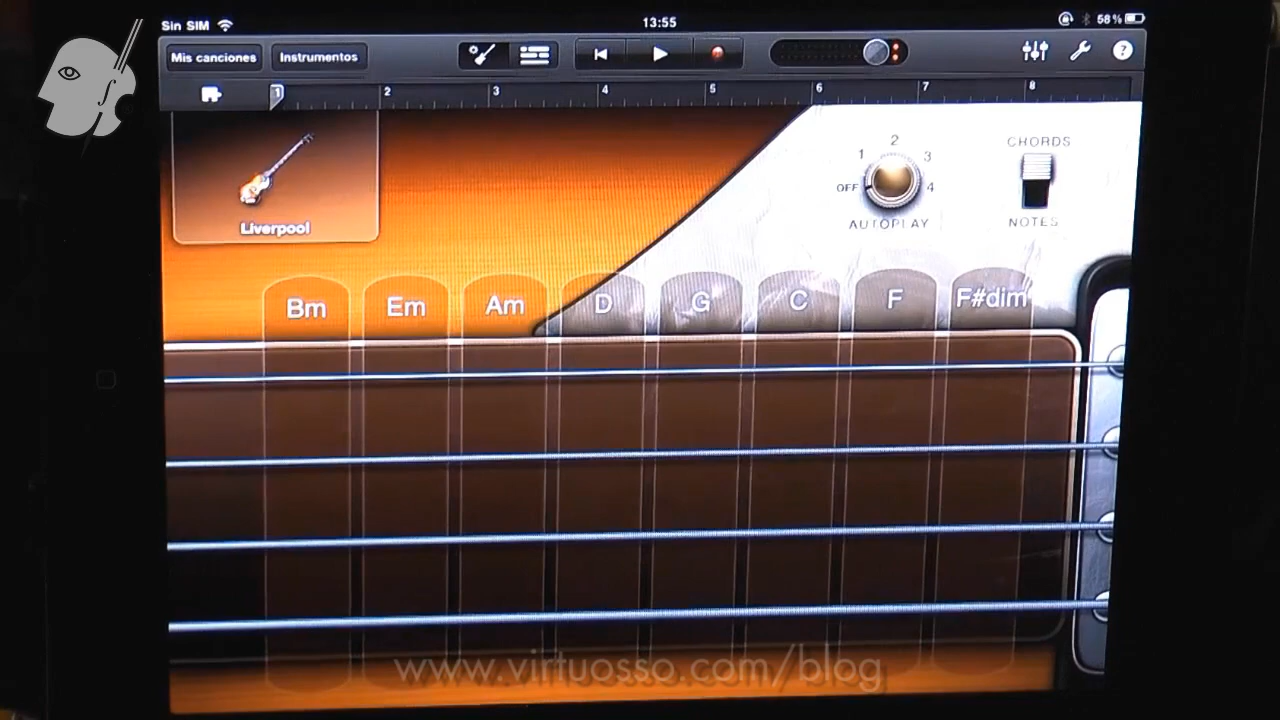 Sin SIM 13:55 58 %
Mis canciones Instrumentos
1 2 3 4 5 6 7 8
CHORDS
1 2 3
OFF 4
AUTOPLAY NOTES
Liverpool
Bm Em Am D G C F F#dim
www.virtuosso.com/blog